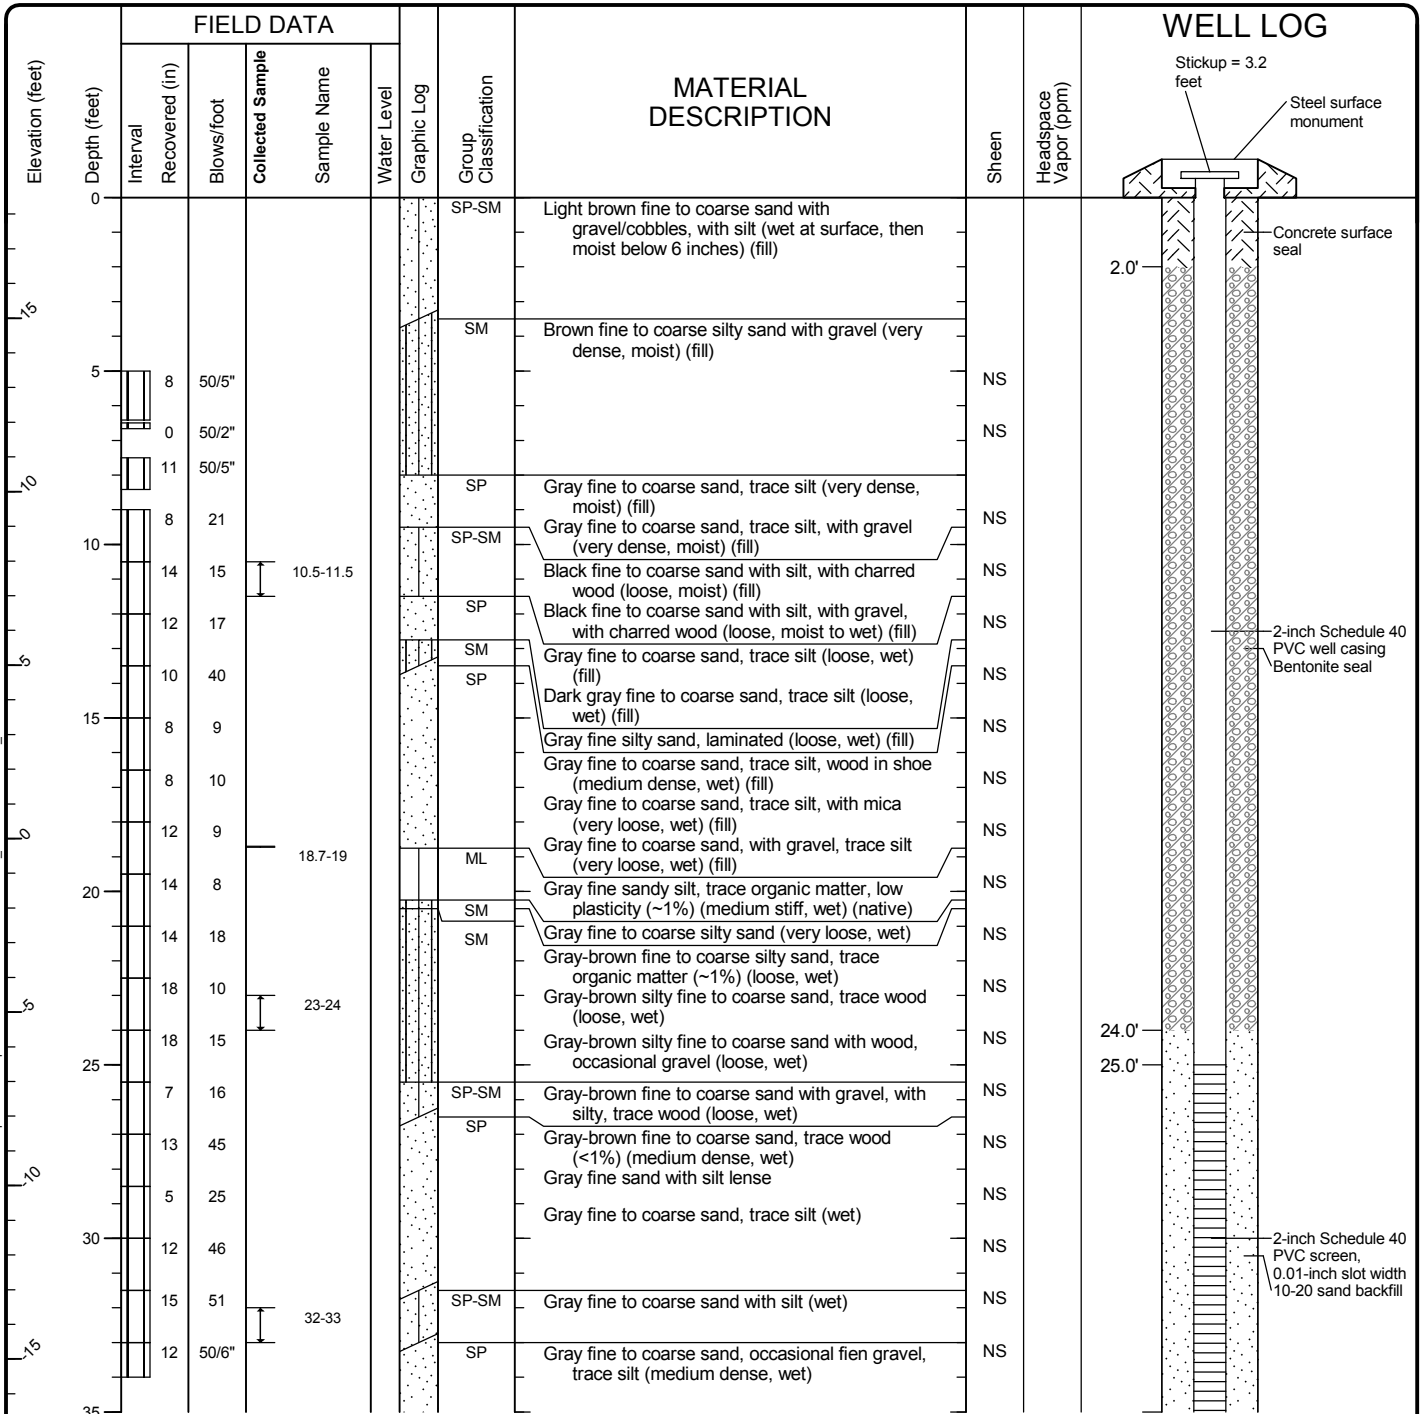 FIELD DATA
WELL LOG
Elevation (feet)
Depth (feet)
Interval
Recovered (in)
Blows/foot
Collected Sample
Sample Name
Water Level
Graphic Log
Group
Classification
MATERIAL
DESCRIPTION
Sheen
Headspace
Vapor (ppm)
Stickup = 3.2
feet
Steel surface
monument
0
SP-SM
Light brown fine to coarse sand with
gravel/cobbles, with silt (wet at surface, then
moist below 6 inches) (fill)
Concrete surface
seal
2.0'
15
SM
Brown fine to coarse silty sand with gravel (very
dense, moist) (fill)
5
8 50/5" NS
0 50/2" NS
11 50/5"
10
SP
Gray fine to coarse sand, trace silt (very dense,
moist) (fill)
8 21 NS
Gray fine to coarse sand, trace silt, with gravel
(very dense, moist) (fill)
10
SP-SM
14 15 10.5-11.5 NS
Black fine to coarse sand with silt, with charred
wood (loose, moist) (fill)
SP
Black fine to coarse sand with silt, with gravel,
with charred wood (loose, moist to wet) (fill)
12 17 NS
2-inch Schedule 40
PVC well casing
Bentonite seal
5
SM
Gray fine to coarse sand, trace silt (loose, wet)
(fill)
10 40 NS
SP
Dark gray fine to coarse sand, trace silt (loose,
wet) (fill)
15
8 9 NS
Gray fine silty sand, laminated (loose, wet) (fill)
Gray fine to coarse sand, trace silt, wood in shoe
(medium dense, wet) (fill)
8 10 NS
Gray fine to coarse sand, trace silt, with mica
(very loose, wet) (fill)
12 9 NS
0
Gray fine to coarse sand, with gravel, trace silt
(very loose, wet) (fill)
18.7-19
ML
14 8 NS
20
Gray fine sandy silt, trace organic matter, low
plasticity (~1%) (medium stiff, wet) (native)
SM
Gray fine to coarse silty sand (very loose, wet)
14 18 NS
SM
Gray-brown fine to coarse silty sand, trace
organic matter (~1%) (loose, wet)
18 10 NS
23-24
Gray-brown silty fine to coarse sand, trace wood
(loose, wet)
-5
24.0'
18 15 NS
Gray-brown silty fine to coarse sand with wood,
occasional gravel (loose, wet)
25
25.0'
7 16 NS
SP-SM
Gray-brown fine to coarse sand with gravel, with
silty, trace wood (loose, wet)
SP
Gray-brown fine to coarse sand, trace wood
(<1%) (medium dense, wet)
13 45 NS
Gray fine sand with silt lense
-10
5 25 NS
Gray fine to coarse sand, trace silt (wet)
30
12 46 NS
2-inch Schedule 40
PVC screen,
0.01-inch slot width
10-20 sand backfill
15 51 NS
SP-SM
Gray fine to coarse sand with silt (wet)
32-33
12 50/6" NS
-15
SP
Gray fine to coarse sand, occasional fien gravel,
trace silt (medium dense, wet)
35